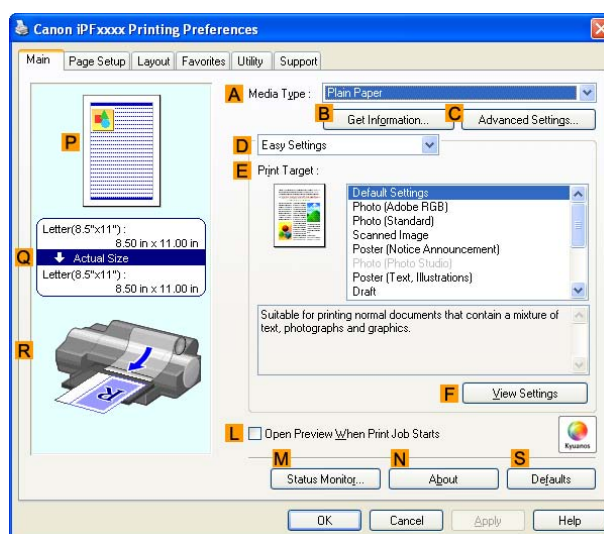 Canon iPFxxxx Printing Preferences
Main Page Setup Layout Favorites Utility Support
A Media Type : Plain Paper
B Get Information... C Advanced Settings...
D Easy Settings
E Print Target :
P
Default Settings
Photo (Adobe RGB)
Photo (Standard)
Scanned Image
Poster (Notice Announcement)
Photo (Photo Studio)
Poster (Text, Illustrations)
Draft
Letter(8.5"x11") :
8.50 in x 11.00 in
Q Actual Size
Letter(8.5"x11") :
8.50 in x 11.00 in
Suitable for printing normal documents that contain a mixture of
text, photographs and graphics.
R
R
F View Settings
L Open Preview When Print Job Starts
Kyuanos
M N S
Status Monitor... About Defaults
OK Cancel Apply Help